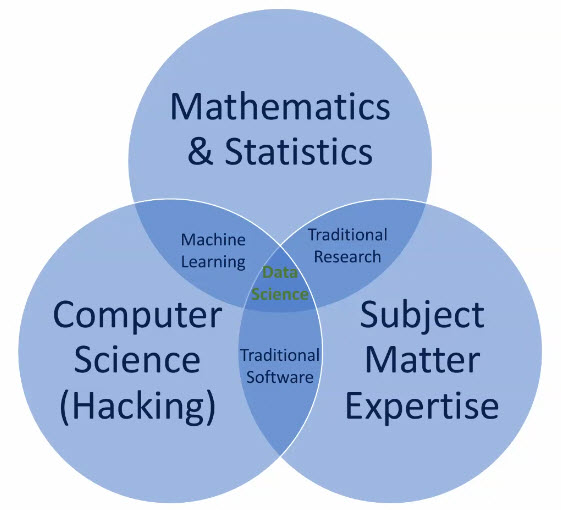 Mathematics
& Statistics
Machine
Learning
Traditional
Research
Data
Science
Computer
Science
(Hacking)
Traditional
Software
Subject
Matter
Expertise